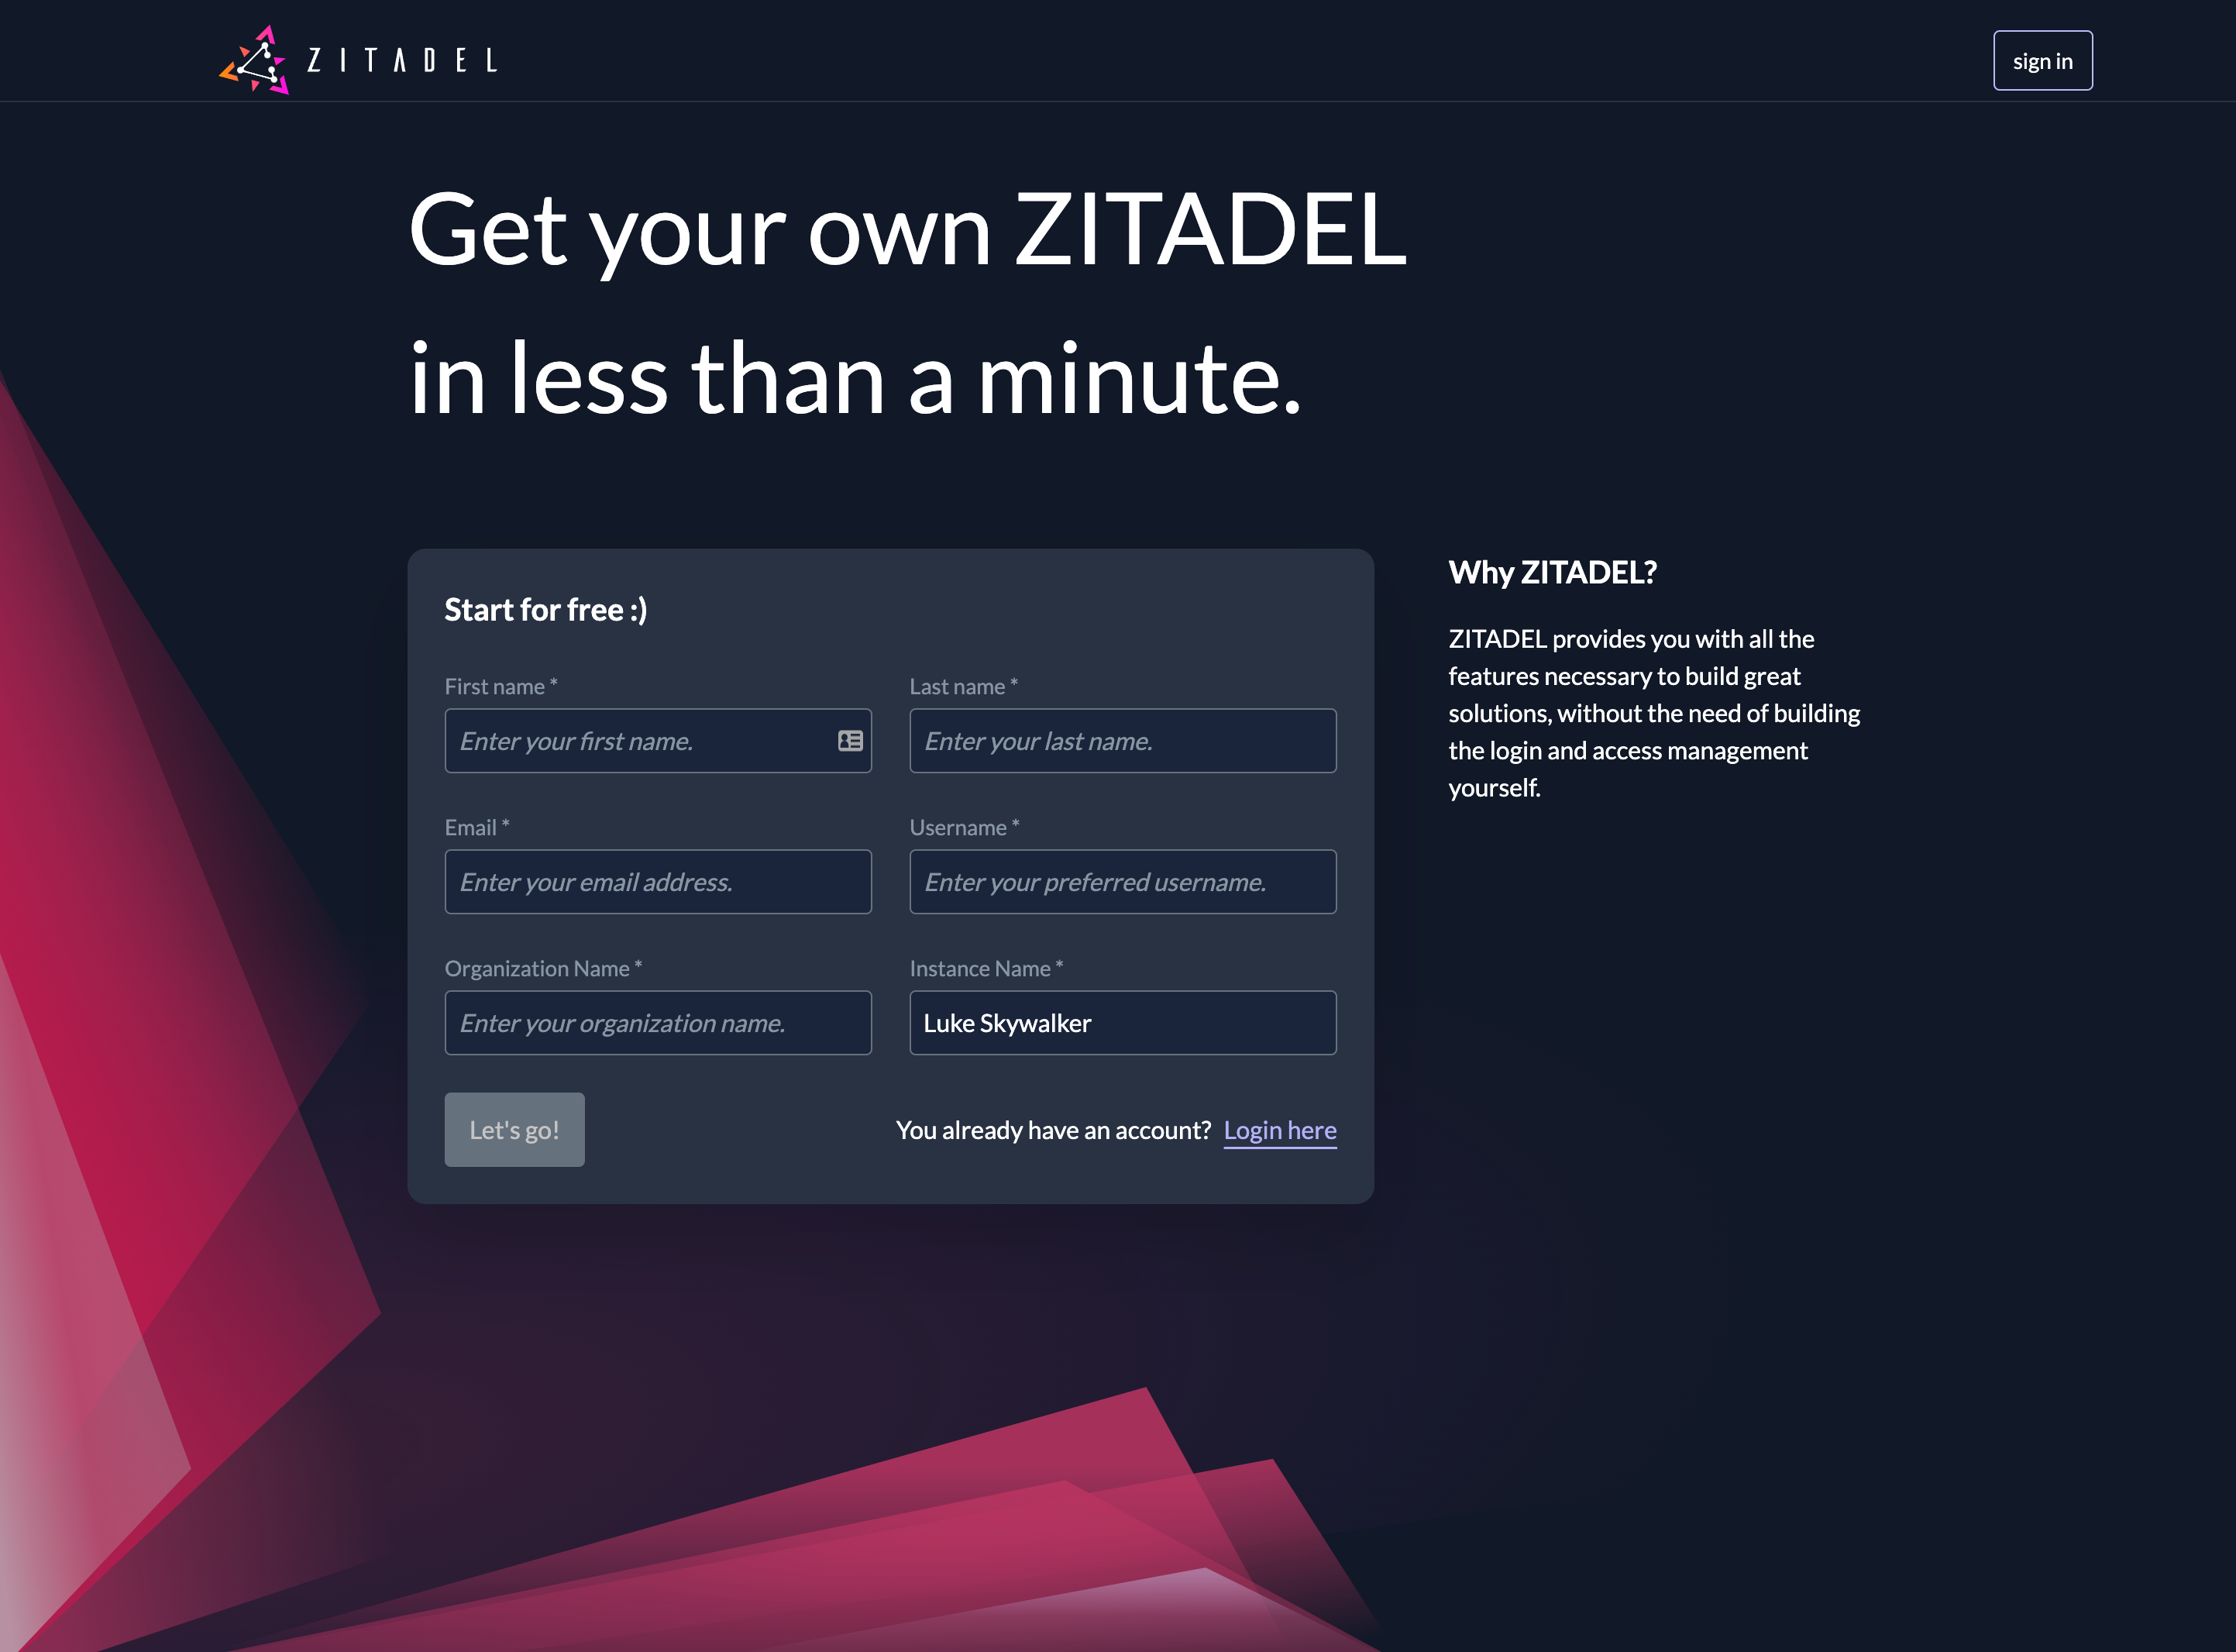 ZITADEL
sign in
Get your own ZITADEL
in less than a minute.
Start for free :)
First name *
Last name *
Enter your first name.
Enter your last name.
Email *
Username *
Enter your email address.
Enter your preferred username.
Organization Name *
Instance Name *
Enter your organization name.
Luke Skywalker
Let's go!
You already have an account? Login here
Why ZITADEL?
ZITADEL provides you with all the
features necessary to build great
solutions, without the need of building
the login and access management
yourself.